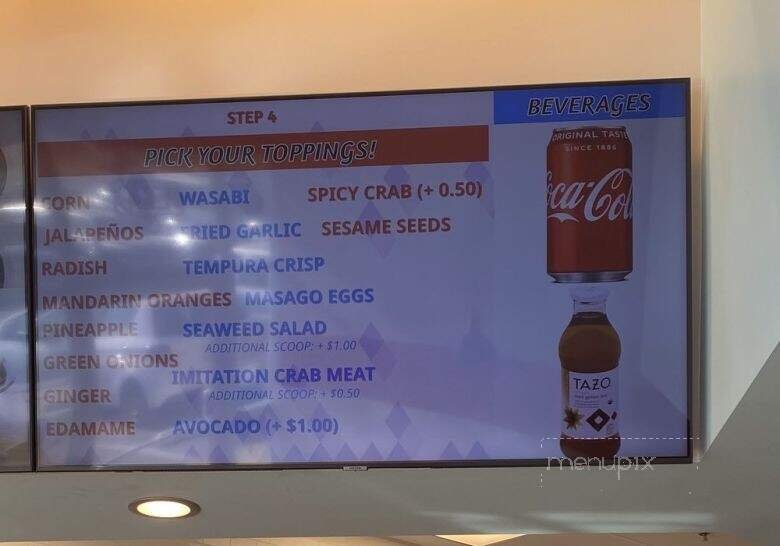 STEP 4
PICK YOUR TOPPINGS!
CORN
JALAPEÑOS
RADISH
MANDARIN ORANGES
PINEAPPLE
GREEN ONIONS
GINGER
EDAMAME
WASABI
FRIED GARLIC
TEMPURA CRISP
MASAGO EGGS
SEAWEED SALAD
ADDITIONAL SCOOP: + $1.00
IMITATION CRAB MEAT
ADDITIONAL SCOOP: + $0.50
AVOCADO (+ $1.00)
SPICY CRAB (+ 0.50)
SESAME SEEDS
BEVERAGES
ORIGINAL TASTE
SINCE 1886
Coca-Cola
TAZO
menupix